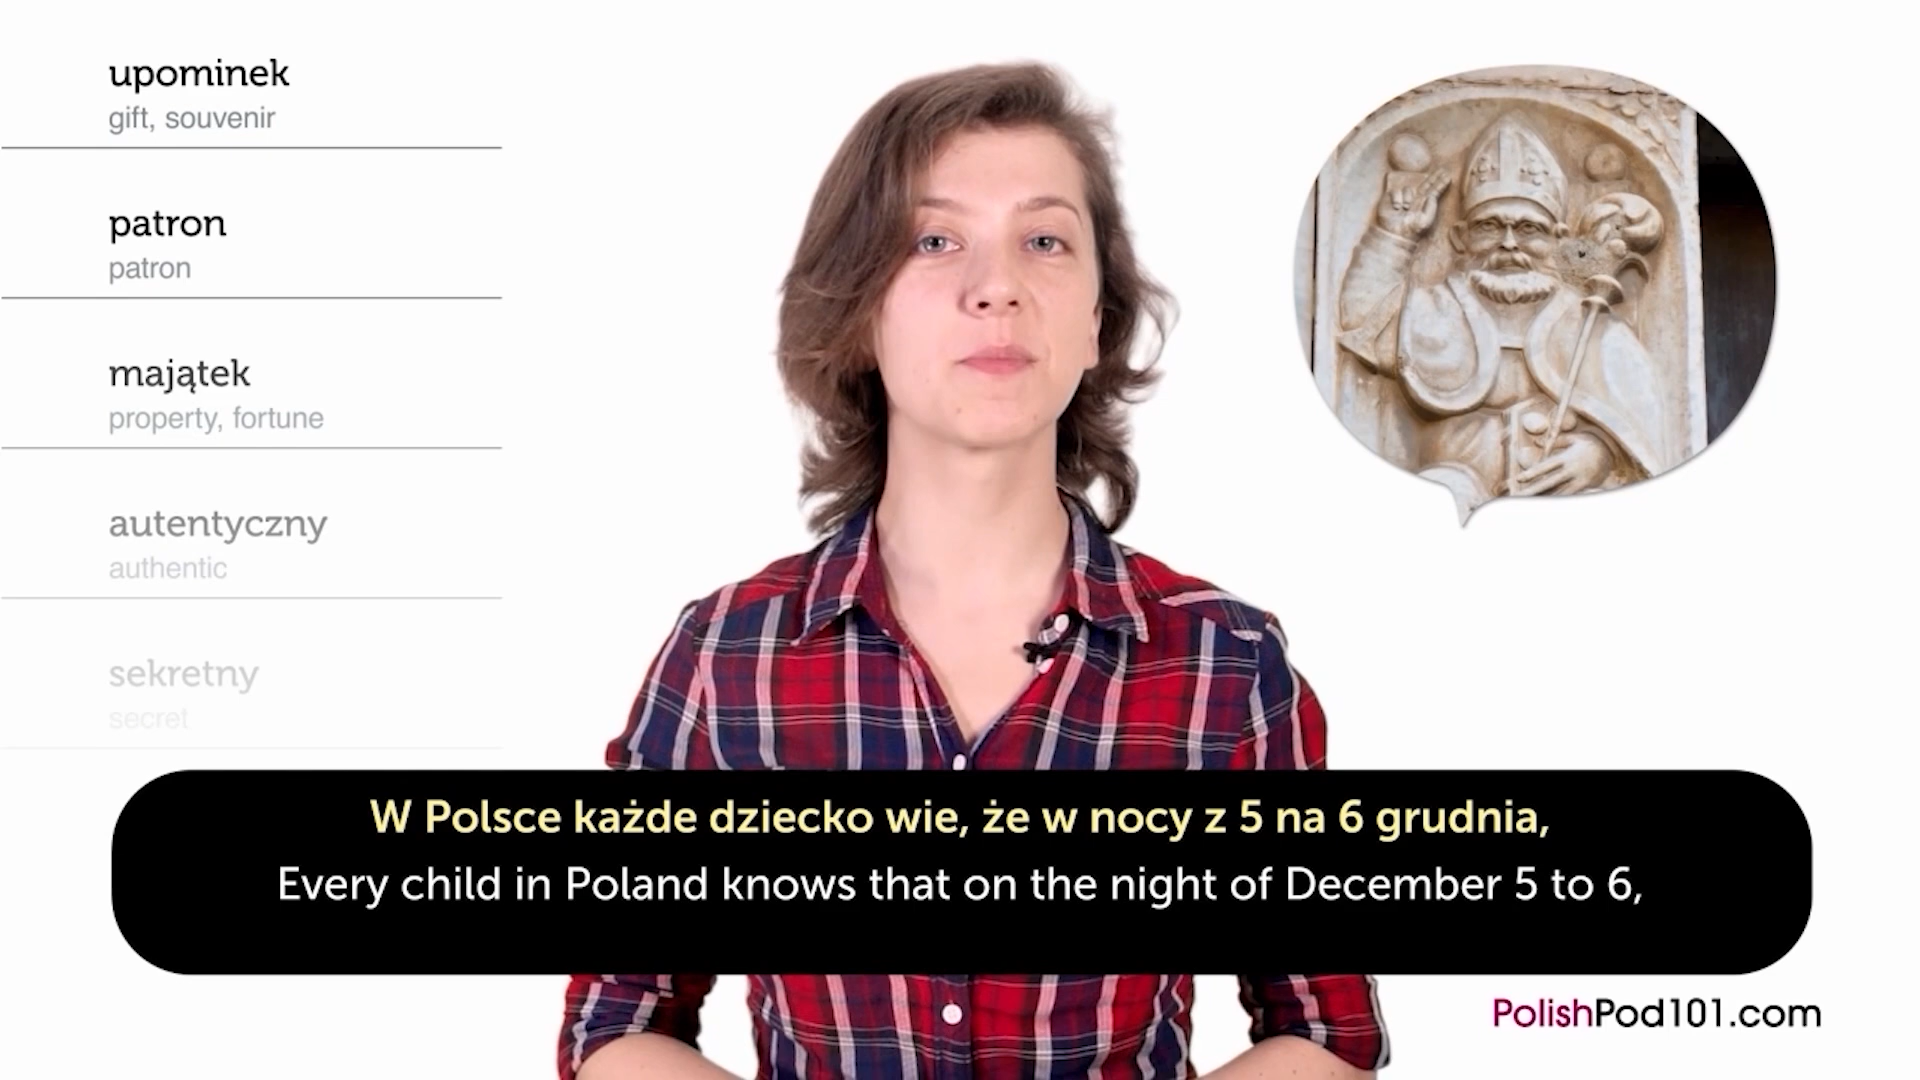 upominek
gift, souvenir
patron
patron
majątek
property, fortune
autentyczny
authentic
sekretny
secret
W Polsce każde dziecko wie, że w nocy z 5 na 6 grudnia,
Every child in Poland knows that on the night of December 5 to 6,
PolishPod101.com